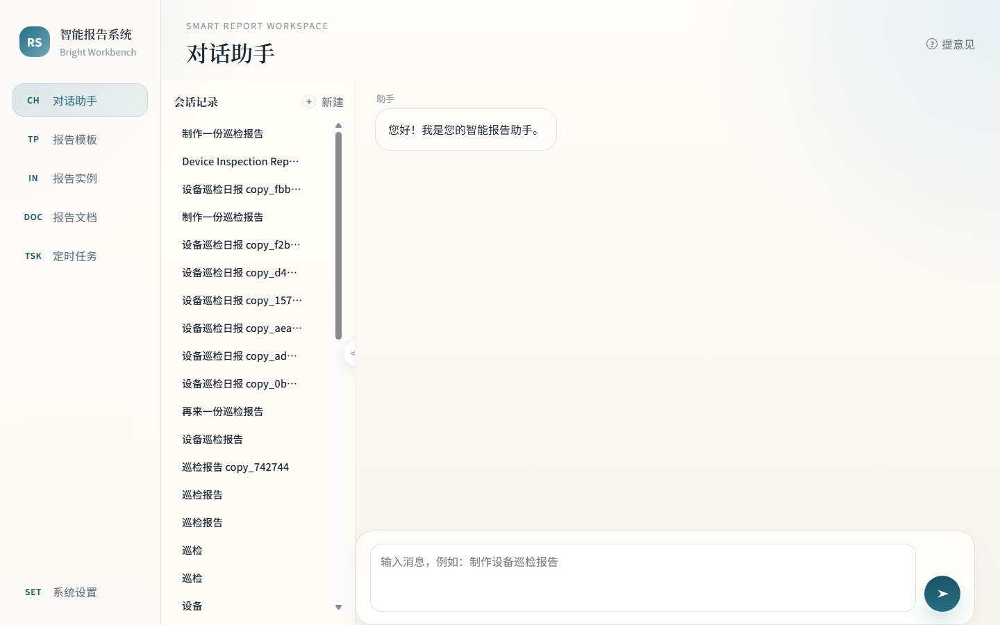 RS
智能报告系统
Bright Workbench
CH 对话助手
TP 报告模板
IN 报告实例
DOC 报告文档
TSK 定时任务
SET 系统设置
SMART REPORT WORKSPACE
对话助手
? 提意见
会话记录
+ 新建
制作一份巡检报告
Device Inspection Rep…
设备巡检日报 copy_fbb…
制作一份巡检报告
设备巡检日报 copy_f2b…
设备巡检日报 copy_d4…
设备巡检日报 copy_157…
设备巡检日报 copy_aea…
设备巡检日报 copy_ad…
设备巡检日报 copy_0b…
再来一份巡检报告
设备巡检报告
巡检报告 copy_742744
巡检报告
巡检报告
巡检
巡检
设备
<
助手
您好！我是您的智能报告助手。
输入消息，例如：制作设备巡检报告